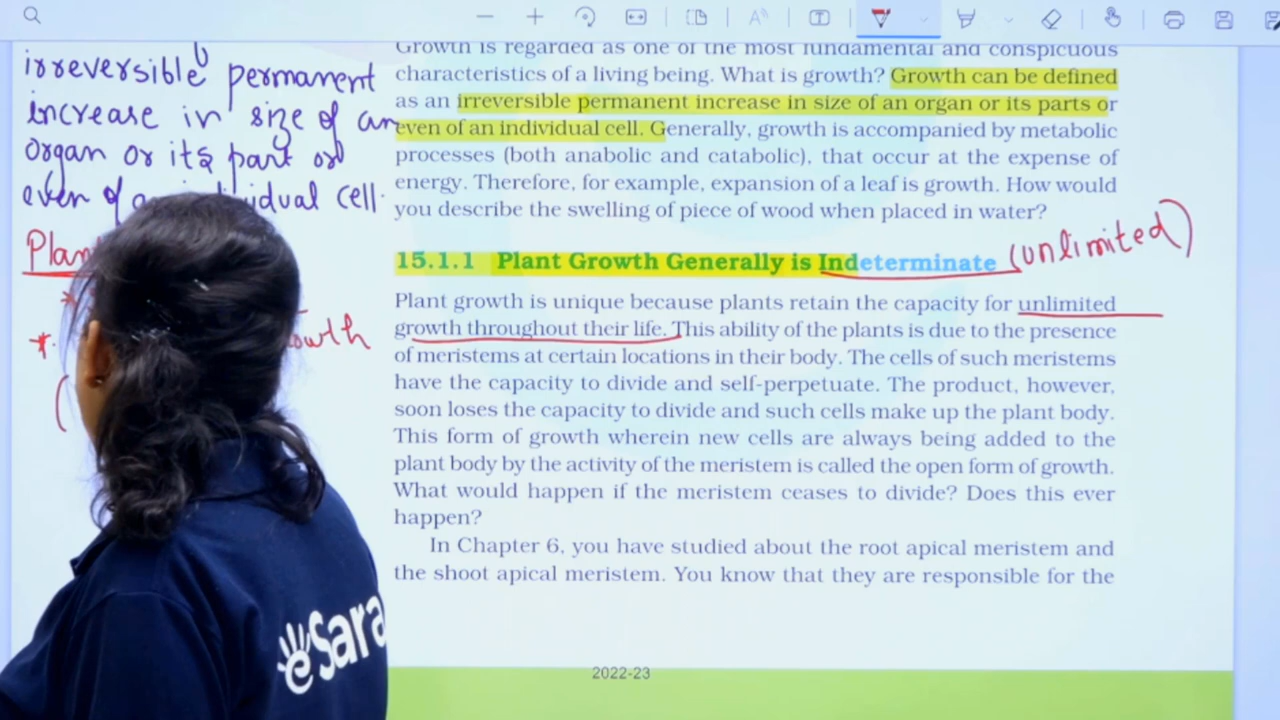 irreversible permanent
increase in size of an
organ or its part or
even of
idual cell.
Plan
owth
Growth is regarded as one of the most fundamental and conspicuous
characteristics of a living being. What is growth? Growth can be defined
as an irreversible permanent increase in size of an organ or its parts or
even of an individual cell. Generally, growth is accompanied by metabolic
processes (both anabolic and catabolic), that occur at the expense of
energy. Therefore, for example, expansion of a leaf is growth. How would
you describe the swelling of piece of wood when placed in water?
15.1.1 Plant Growth Generally is Indeterminate (unlimited)
Plant growth is unique because plants retain the capacity for unlimited
growth throughout their life. This ability of the plants is due to the presence
of meristems at certain locations in their body. The cells of such meristems
have the capacity to divide and self-perpetuate. The product, however,
soon loses the capacity to divide and such cells make up the plant body.
This form of growth wherein new cells are always being added to the
plant body by the activity of the meristem is called the open form of growth.
What would happen if the meristem ceases to divide? Does this ever
happen?
In Chapter 6, you have studied about the root apical meristem and
the shoot apical meristem. You know that they are responsible for the
2022-23
eSara